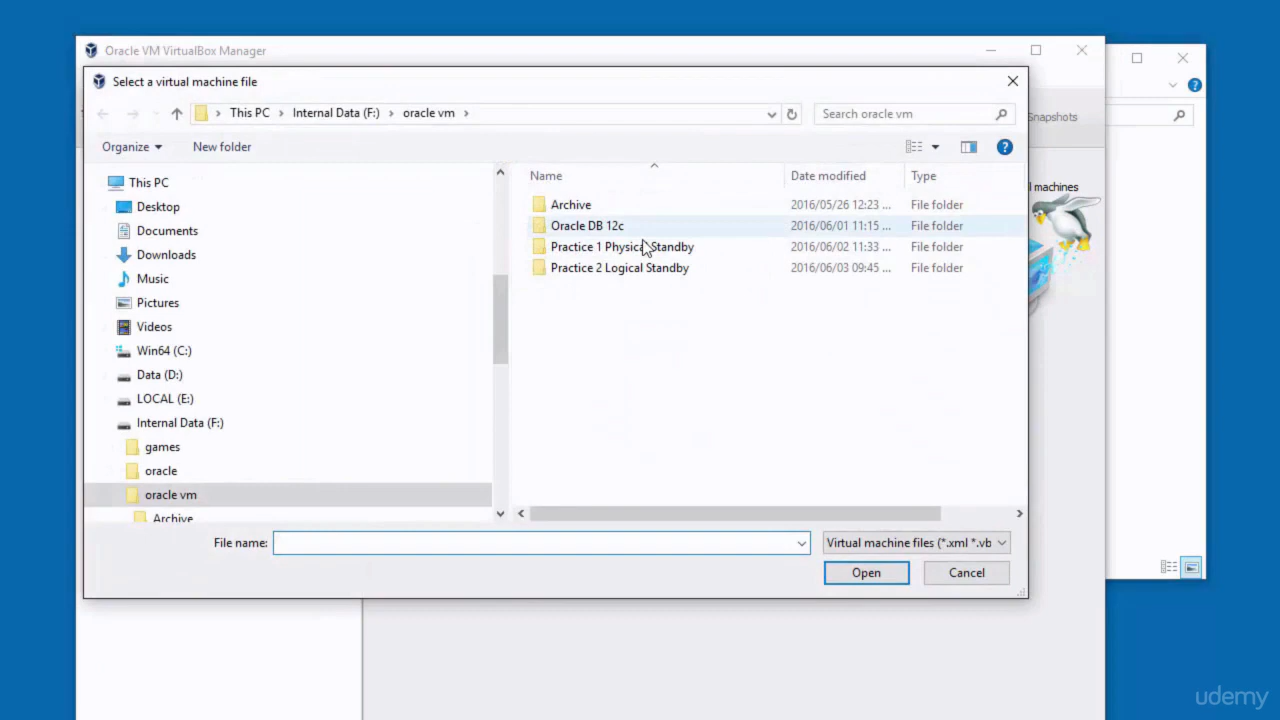 Oracle VM VirtualBox Manager
Select a virtual machine file
This PC > Internal Data (F:) > oracle vm >
Search oracle vm
Organize
New folder
Snapshots
l machines
This PC
Desktop
Documents
Downloads
Music
Pictures
Videos
Win64 (C:)
Data (D:)
LOCAL (E:)
Internal Data (F:)
games
oracle
oracle vm
Archive
Name Date modified Type
Archive 2016/05/26 12:23 ... File folder
Oracle DB 12c 2016/06/01 11:15 ... File folder
Practice 1 Physical Standby 2016/06/02 11:33 ... File folder
Practice 2 Logical Standby 2016/06/03 09:45 ... File folder
File name:
Virtual machine files (*.xml *.vb
Open
Cancel
udemy